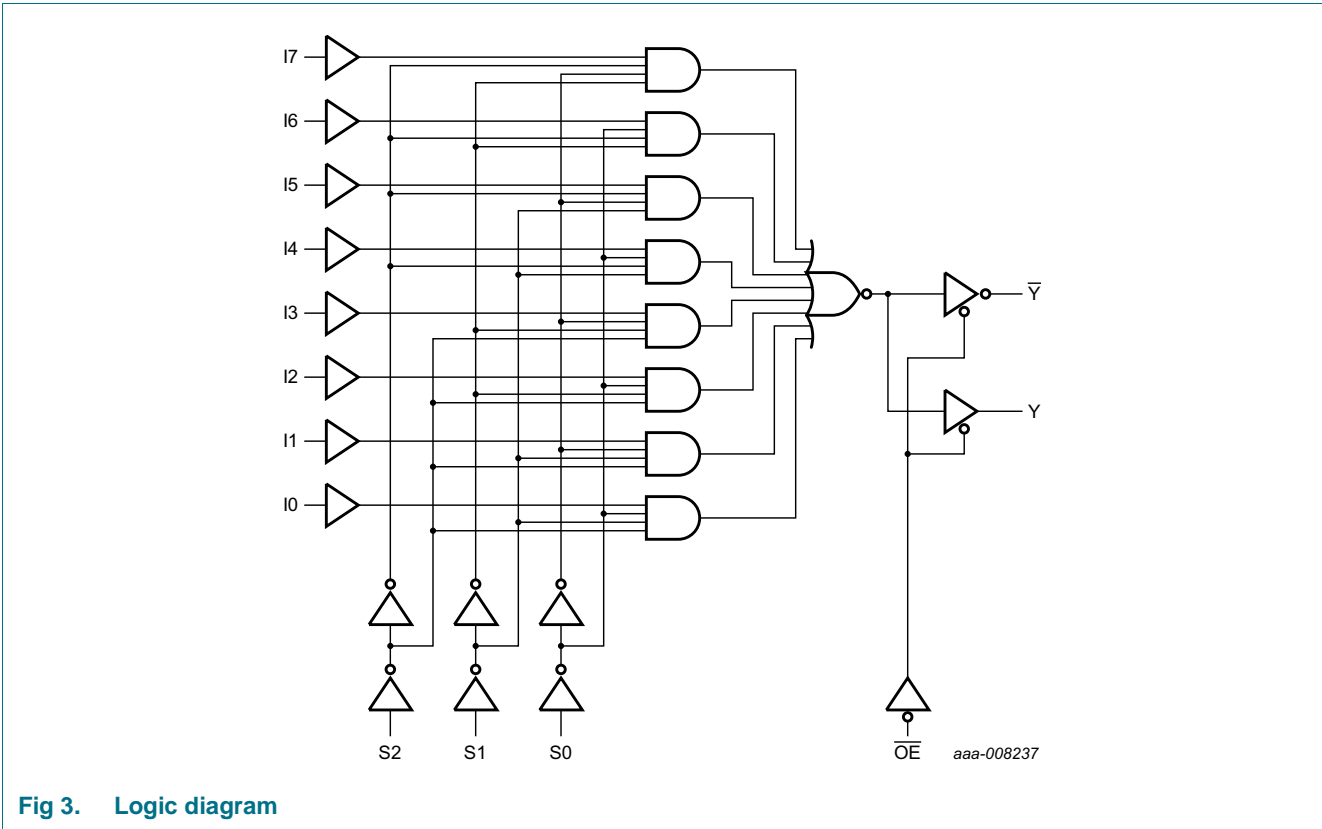 I7
I6
I5
I4
I3
I2
I1
I0
Y̅
Y
S2 S1 S0 O̅E̅ aaa-008237
Fig 3. Logic diagram